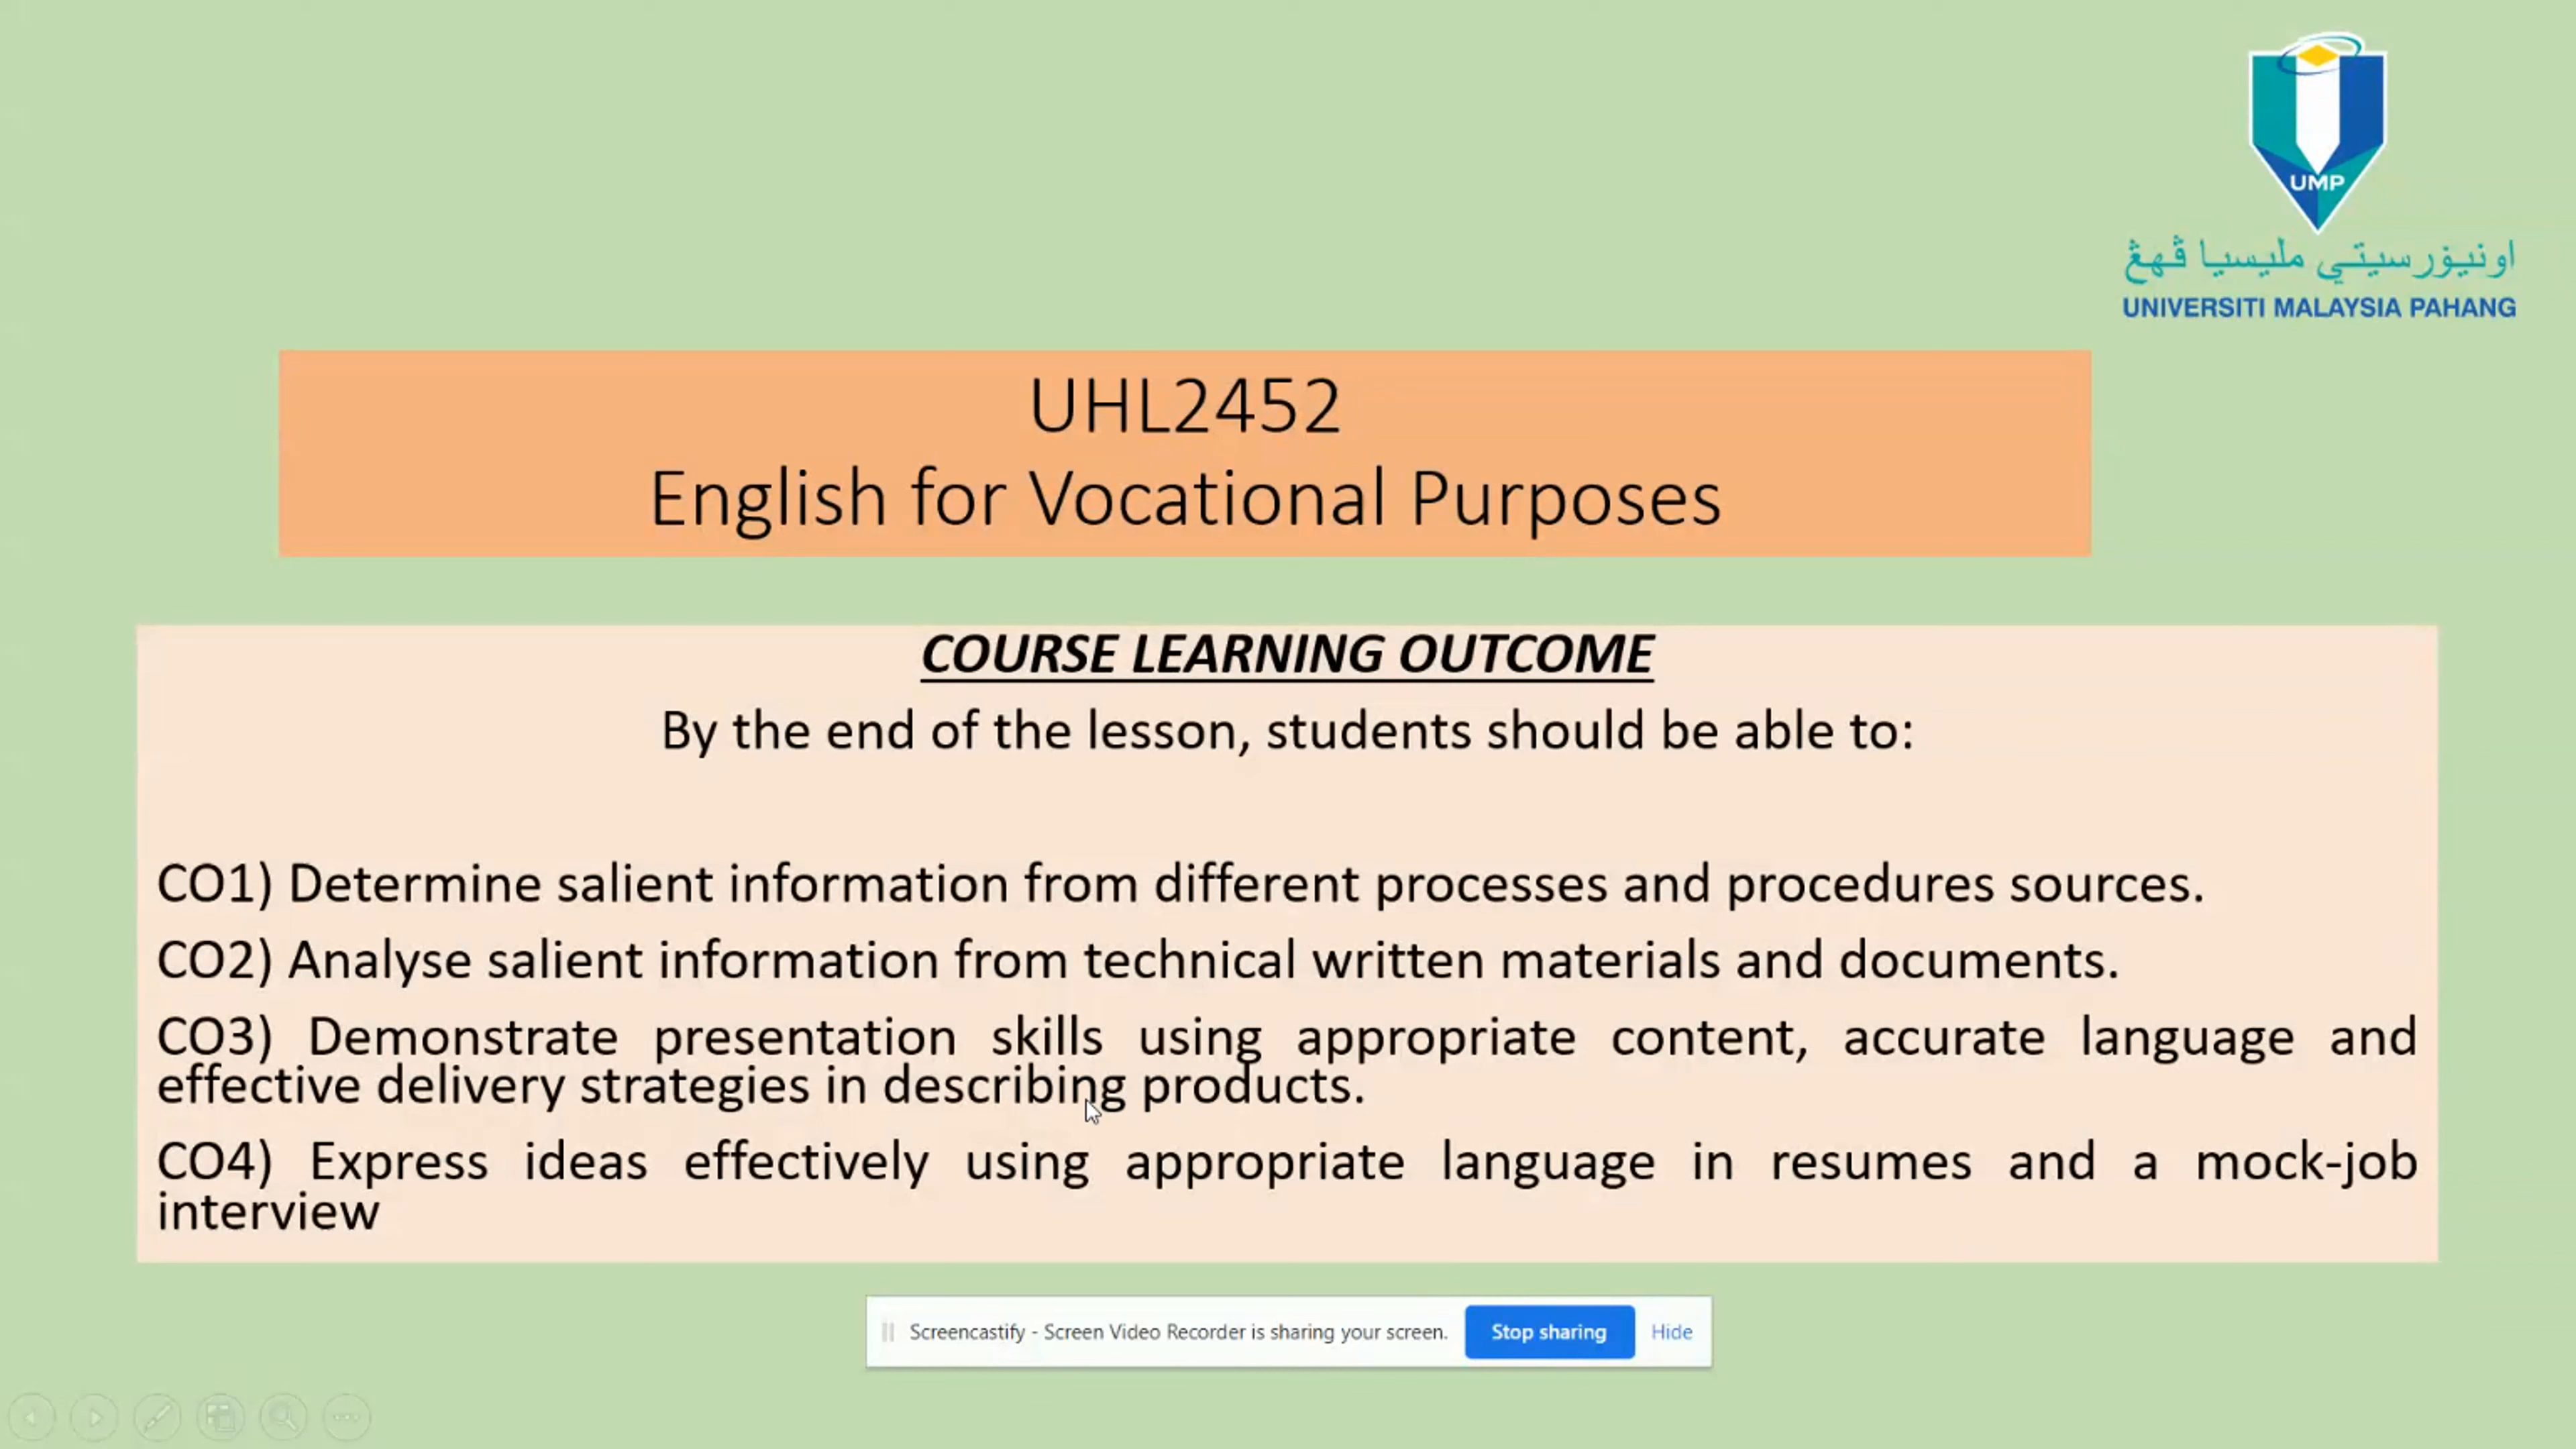 UMP
اونيۏرسيتي مليسيا ڤهڠ
UNIVERSITI MALAYSIA PAHANG
UHL2452
English for Vocational Purposes
COURSE LEARNING OUTCOME
By the end of the lesson, students should be able to:
CO1) Determine salient information from different processes and procedures sources.
CO2) Analyse salient information from technical written materials and documents.
CO3) Demonstrate presentation skills using appropriate content, accurate language and
effective delivery strategies in describing products.
CO4) Express ideas effectively using appropriate language in resumes and a mock-job
interview
Screencastify - Screen Video Recorder is sharing your screen. Stop sharing Hide